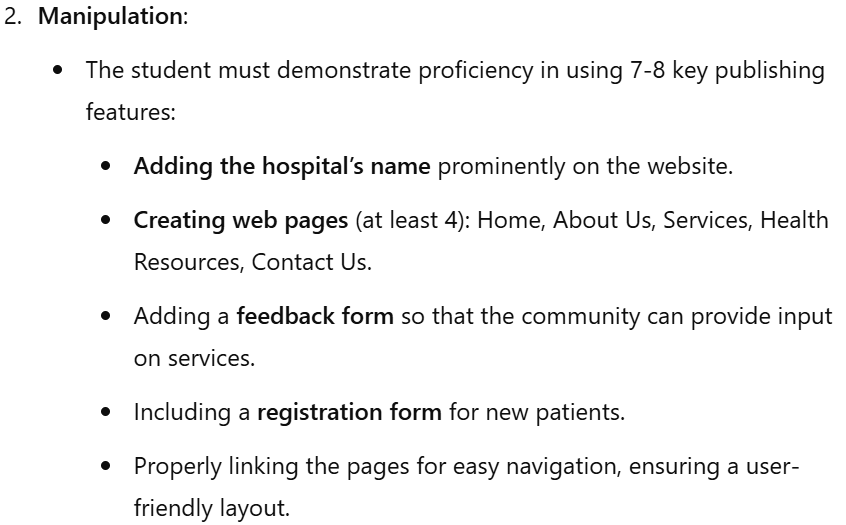 2. Manipulation:
• The student must demonstrate proficiency in using 7-8 key publishing
features:
• Adding the hospital’s name prominently on the website.
• Creating web pages (at least 4): Home, About Us, Services, Health
Resources, Contact Us.
• Adding a feedback form so that the community can provide input
on services.
• Including a registration form for new patients.
• Properly linking the pages for easy navigation, ensuring a user-
friendly layout.